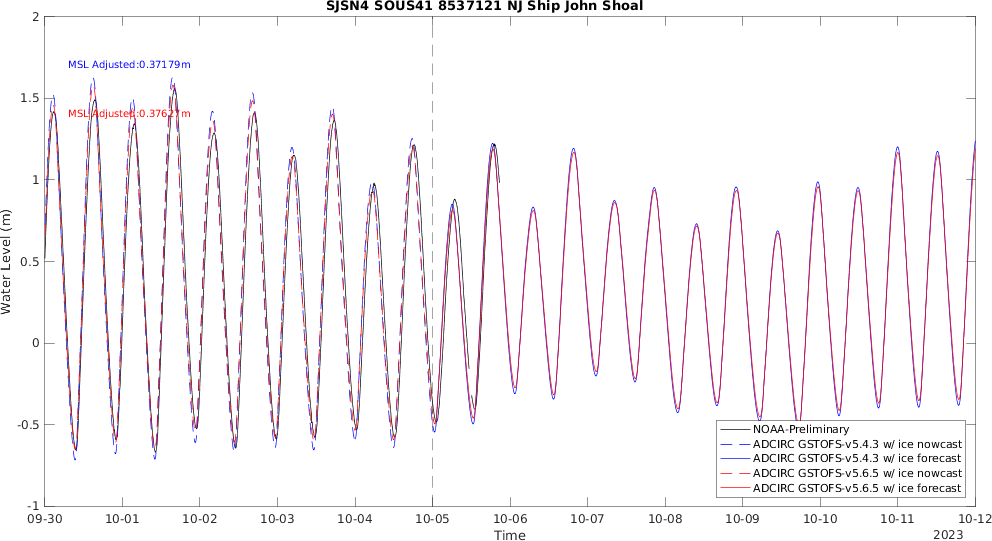 SJSN4 SOUS41 8537121 NJ Ship John Shoal
MSL Adjusted:0.37179m
MSL Adjusted:0.37627m
Water Level (m)
2
1.5
1
0.5
0
-0.5
-1
NOAA-Preliminary
ADCIRC GSTOFS-v5.4.3 w/ ice nowcast
ADCIRC GSTOFS-v5.4.3 w/ ice forecast
ADCIRC GSTOFS-v5.6.5 w/ ice nowcast
ADCIRC GSTOFS-v5.6.5 w/ ice forecast
09-30 10-01 10-02 10-03 10-04 10-05 10-06 10-07 10-08 10-09 10-10 10-11 10-12
Time
2023